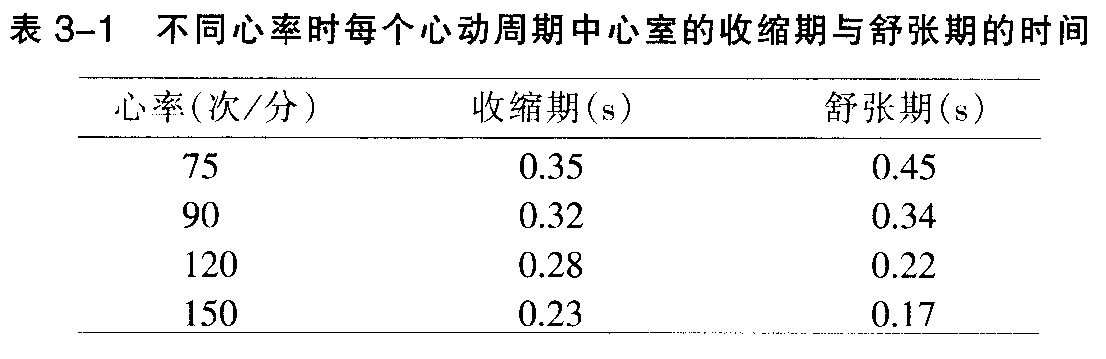 表 3–1 不同心率时每个心动周期中心室的收缩期与舒张期的时间
心率(次/分) 收缩期(s) 舒张期(s)
75 0.35 0.45
90 0.32 0.34
120 0.28 0.22
150 0.23 0.17